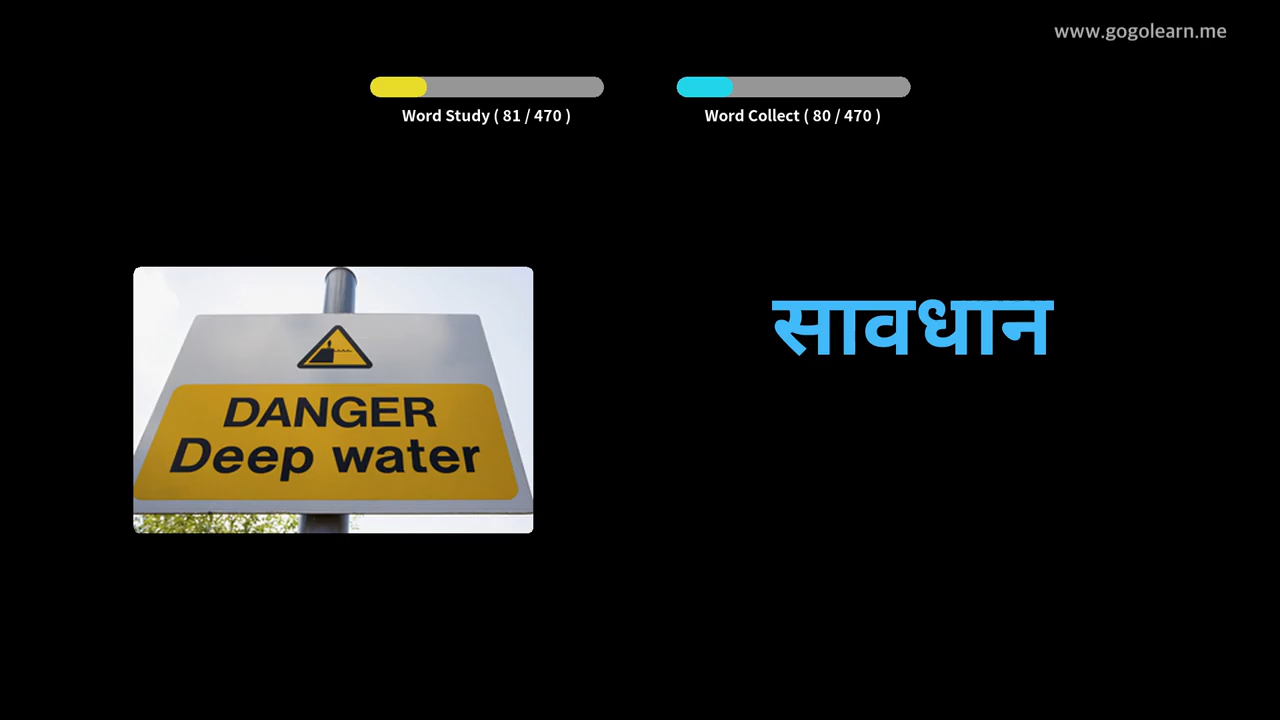 www.gogolearn.me
Word Study ( 81 / 470 )
Word Collect ( 80 / 470 )
सावधान
DANGER
Deep water